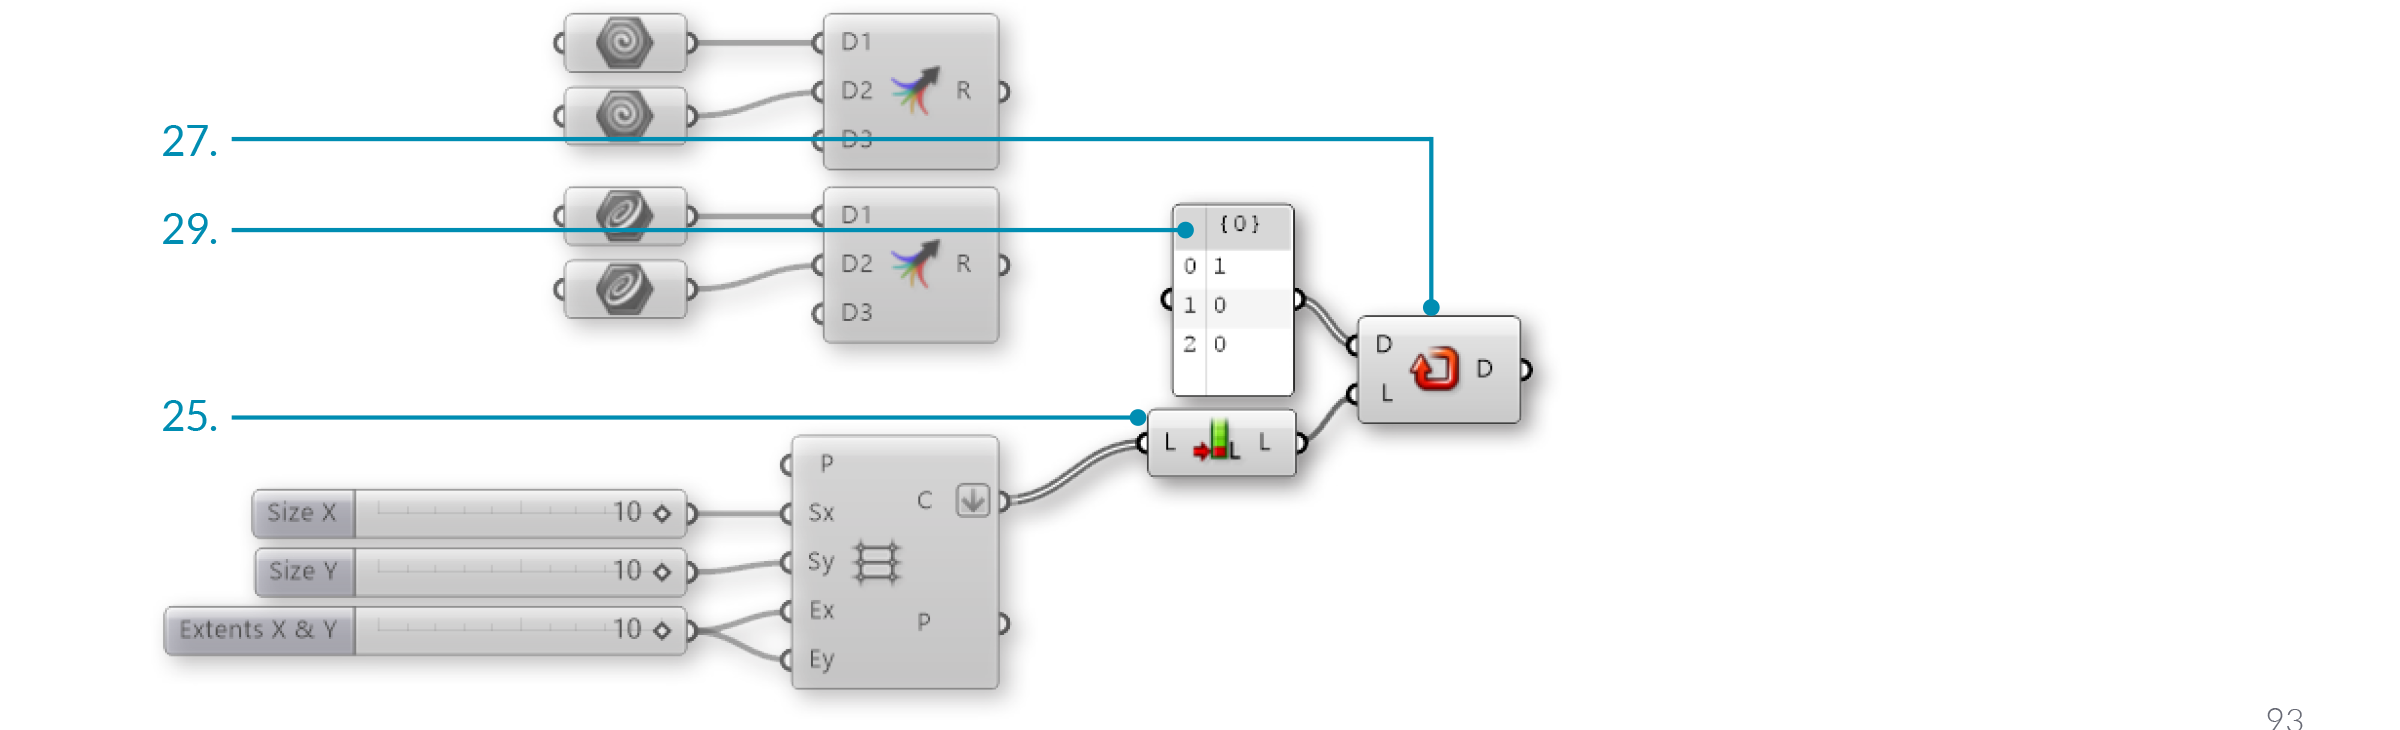 D1
D2 R
27.
D3
D1
29.
{0}
D2 R
0 1
1 0
D3
2 0
D
D
L
25.
L L
P
C
Size X 10
Sx
Size Y 10
Sy
Ex
P
Extents X & Y 10
Ey
93